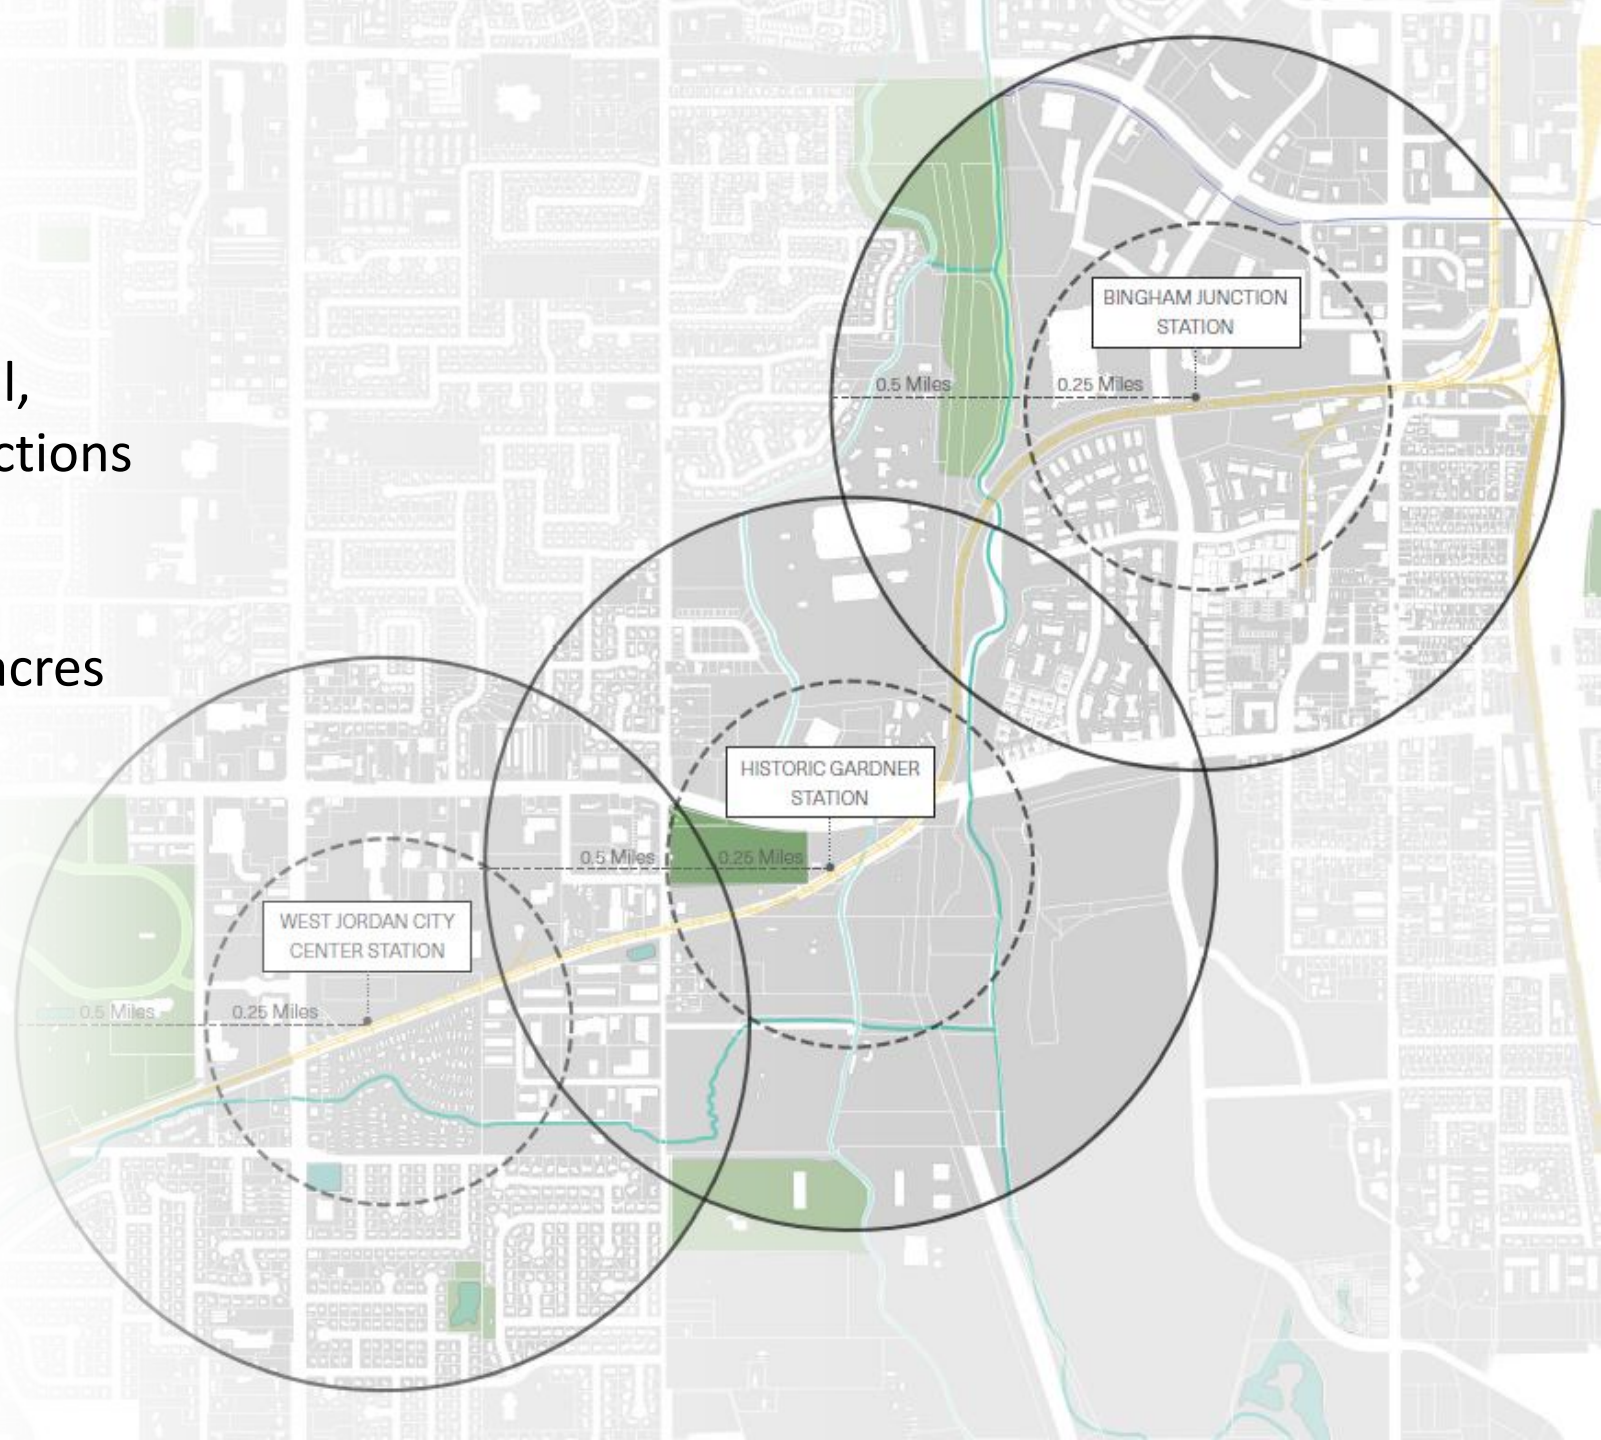 l,
ctions
acres
BINGHAM JUNCTION
STATION
0.5 Miles
0.25 Miles
HISTORIC GARDNER
STATION
0.5 Miles
0.25 Miles
WEST JORDAN CITY
CENTER STATION
0.5 Miles
0.25 Miles